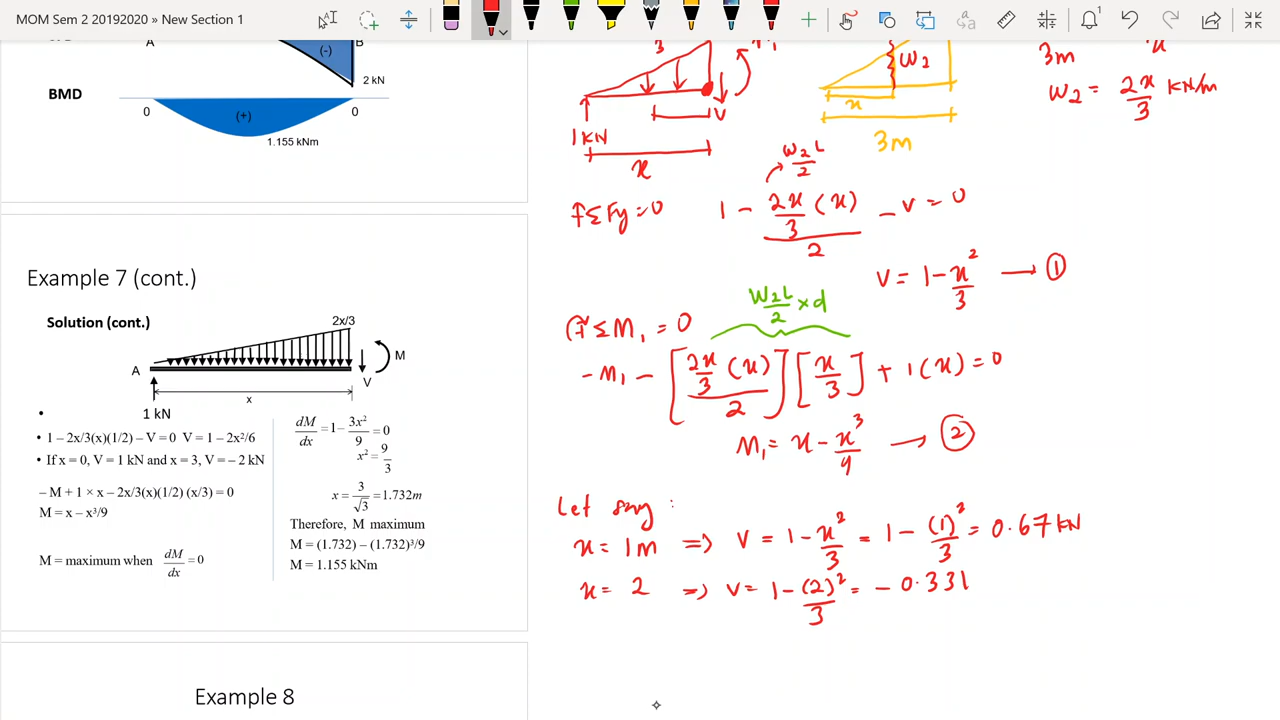 MOM Sem 2 20192020 » New Section 1
A
B
(-)
2 kN
BMD
0
(+)
0
1.155 kNm
Example 7 (cont.)
Solution (cont.)
2x/3
A
M
V
x
1 kN
• 1 – 2x/3(x)(1/2) – V = 0 V = 1 – 2x²/6
• If x = 0, V = 1 kN and x = 3, V = – 2 kN
– M + 1 × x – 2x/3(x)(1/2) (x/3) = 0
M = x – x³/9
M = maximum when dM/dx = 0
dM/dx = 1 – 3x²/9 = 0
x² = 9/3
x = 3/√3 = 1.732m
Therefore, M maximum
M = (1.732) – (1.732)³/9
M = 1.155 kNm
Example 8
3
1 KN
V
x
W2
x
3m
3m
x
W2 = 2x/3 KN/m
W2L/2
↑ΣFy=0 1 - 2x/3 (x)/2 - V = 0
V = 1 - x²/3 → ①
W2L/2 × d
ΣM1 = 0
- M1 - [2x/3 (x)/2] [x/3] + 1(x) = 0
M1 = x - x³/9 → ②
Let say :
x = 1m ⇒ V = 1 - x²/3 = 1 - (1)²/3 = 0.67 KN
x = 2 ⇒ V = 1 - (2)²/3 = - 0.331